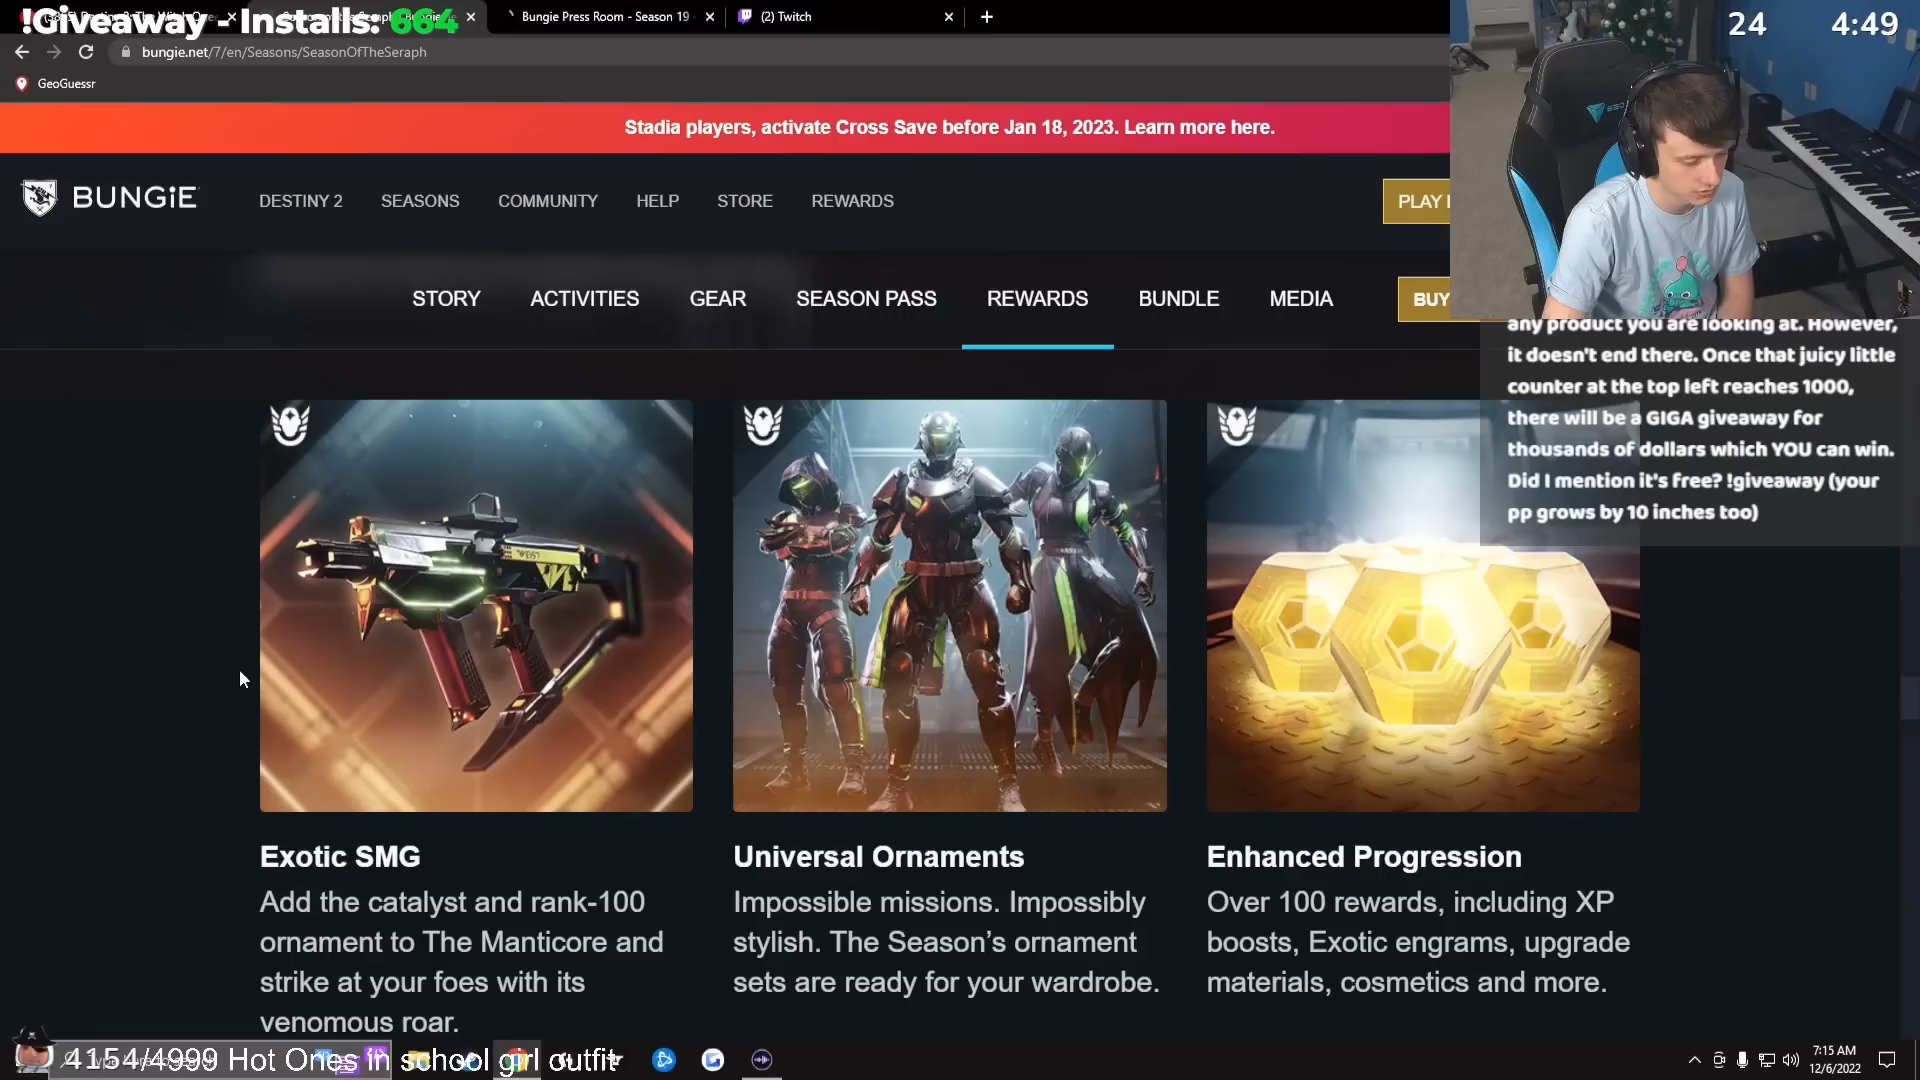 !Giveaway - Installs: 664
Bungie Press Room - Season 19
(2) Twitch
24
4:49
bungie.net/7/en/Seasons/SeasonOfTheSeraph
GeoGuessr
Stadia players, activate Cross Save before Jan 18, 2023. Learn more here.
BUNGiE
DESTINY 2
SEASONS
COMMUNITY
HELP
STORE
REWARDS
PLAY
STORY
ACTIVITIES
GEAR
SEASON PASS
REWARDS
BUNDLE
MEDIA
BUY
any product you are looking at. However,
it doesn't end there. Once that juicy little
counter at the top left reaches 1000,
there will be a GIGA giveaway for
thousands of dollars which YOU can win.
Did I mention it's free? !giveaway (your
pp grows by 10 inches too)
Exotic SMG
Add the catalyst and rank-100
ornament to The Manticore and
strike at your foes with its
venomous roar.
Universal Ornaments
Impossible missions. Impossibly
stylish. The Season’s ornament
sets are ready for your wardrobe.
Enhanced Progression
Over 100 rewards, including XP
boosts, Exotic engrams, upgrade
materials, cosmetics and more.
4154/4999 Hot Ones in school girl outfit
7:15 AM
12/6/2022